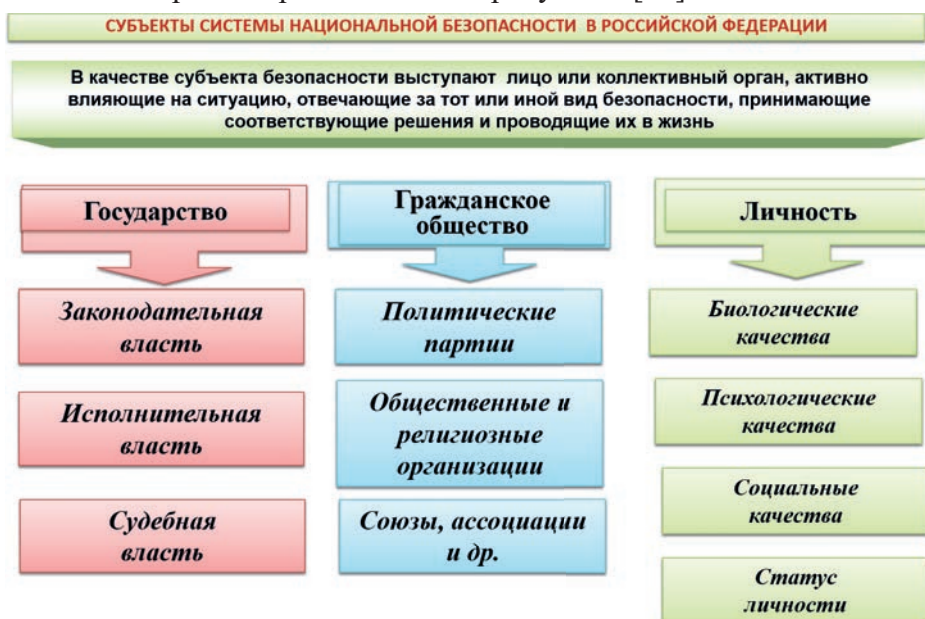 СУБЪЕКТЫ СИСТЕМЫ НАЦИОНАЛЬНОЙ БЕЗОПАСНОСТИ В РОССИЙСКОЙ ФЕДЕРАЦИИ
В качестве субъекта безопасности выступают лицо или коллективный орган, активно
влияющие на ситуацию, отвечающие за тот или иной вид безопасности, принимающие
соответствующие решения и проводящие их в жизнь
Государство
Законодательная
власть
Исполнительная
власть
Судебная
власть
Гражданское
общество
Политические
партии
Общественные и
религиозные
организации
Союзы, ассоциации
и др.
Личность
Биологические
качества
Психологические
качества
Социальные
качества
Статус
личности